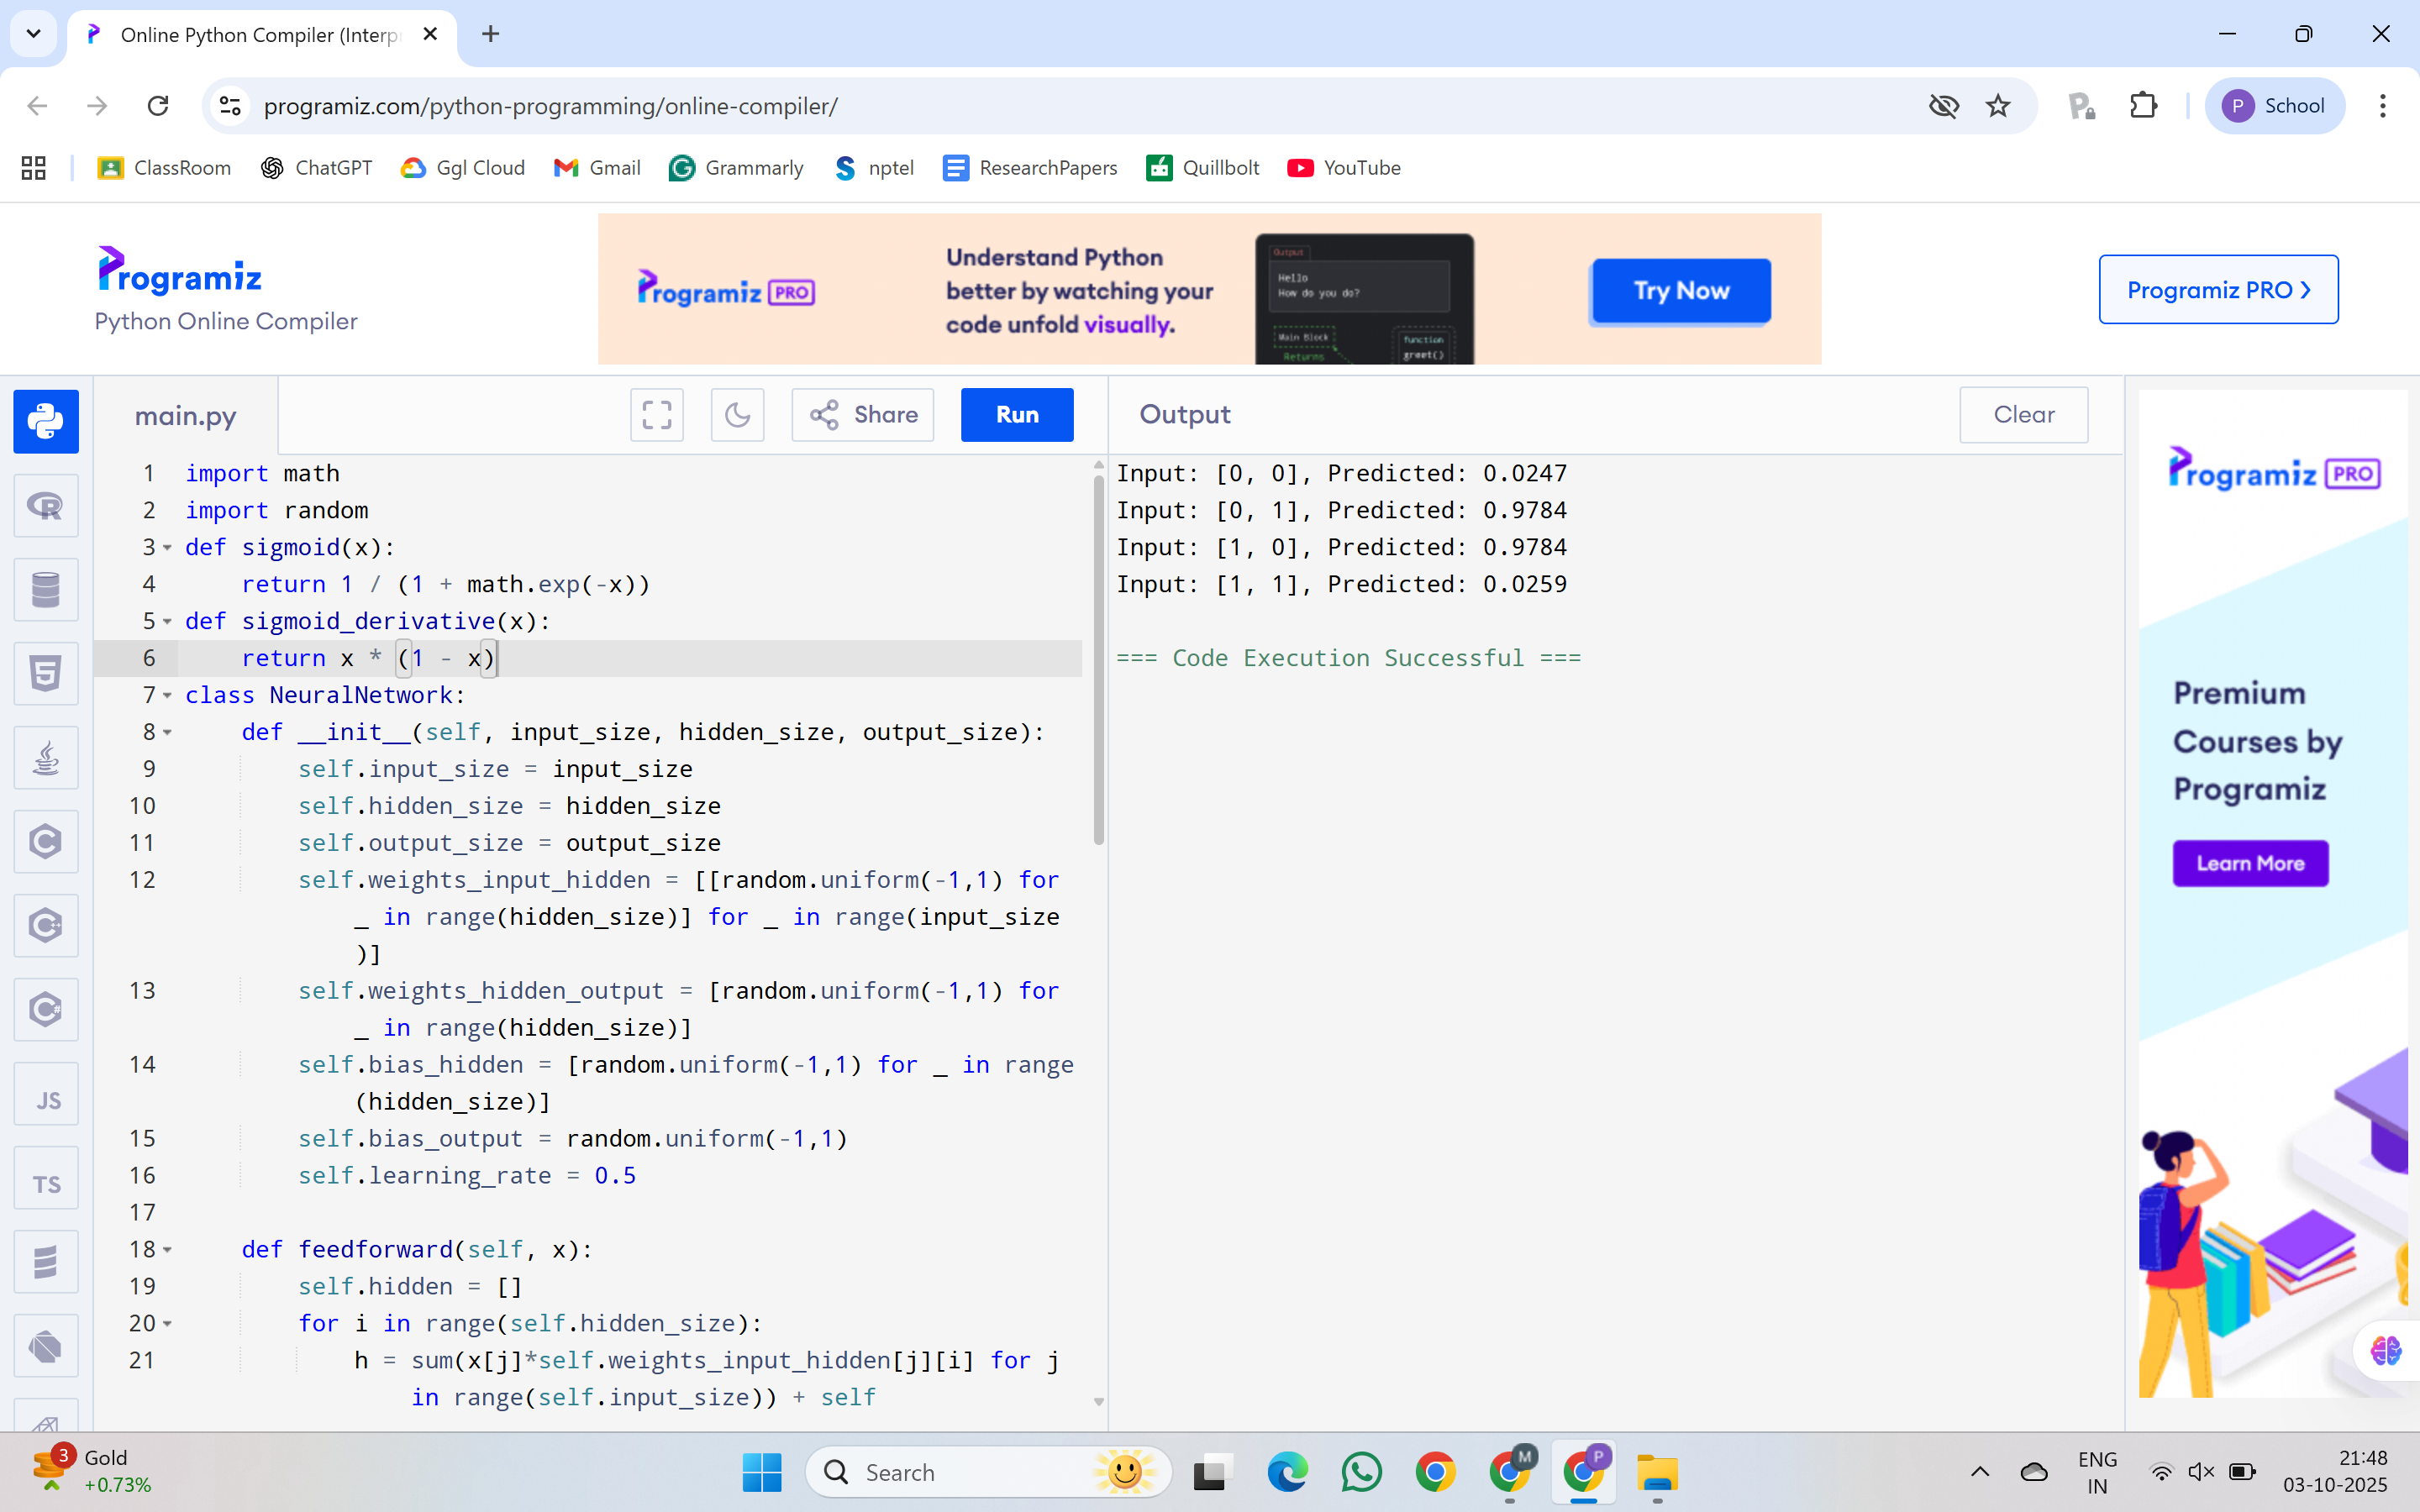 Online Python Compiler (Interp
programiz.com/python-programming/online-compiler/
P School
ClassRoom ChatGPT Ggl Cloud Gmail Grammarly nptel ResearchPapers Quillbolt YouTube
Programiz
Python Online Compiler
Programiz PRO
Understand Python
better by watching your
code unfold visually.
Output
Hello
How do you do?
Main Block
Returns
function
greet()
Try Now
Programiz PRO
main.py
Share
Run
1 import math
2 import random
3 def sigmoid(x):
4     return 1 / (1 + math.exp(-x))
5 def sigmoid_derivative(x):
6     return x * (1 - x)
7 class NeuralNetwork:
8     def __init__(self, input_size, hidden_size, output_size):
9         self.input_size = input_size
10         self.hidden_size = hidden_size
11         self.output_size = output_size
12         self.weights_input_hidden = [[random.uniform(-1,1) for
_ in range(hidden_size)] for _ in range(input_size
)]
13         self.weights_hidden_output = [random.uniform(-1,1) for
_ in range(hidden_size)]
14         self.bias_hidden = [random.uniform(-1,1) for _ in range
(hidden_size)]
15         self.bias_output = random.uniform(-1,1)
16         self.learning_rate = 0.5
17
18     def feedforward(self, x):
19         self.hidden = []
20         for i in range(self.hidden_size):
21             h = sum(x[j]*self.weights_input_hidden[j][i] for j
in range(self.input_size)) + self
Output
Clear
Input: [0, 0], Predicted: 0.0247
Input: [0, 1], Predicted: 0.9784
Input: [1, 0], Predicted: 0.9784
Input: [1, 1], Predicted: 0.0259
=== Code Execution Successful ===
Programiz PRO
Premium
Courses by
Programiz
Learn More
JS
TS
3
Gold
+0.73%
Search
M
P
ENG
IN
21:48
03-10-2025